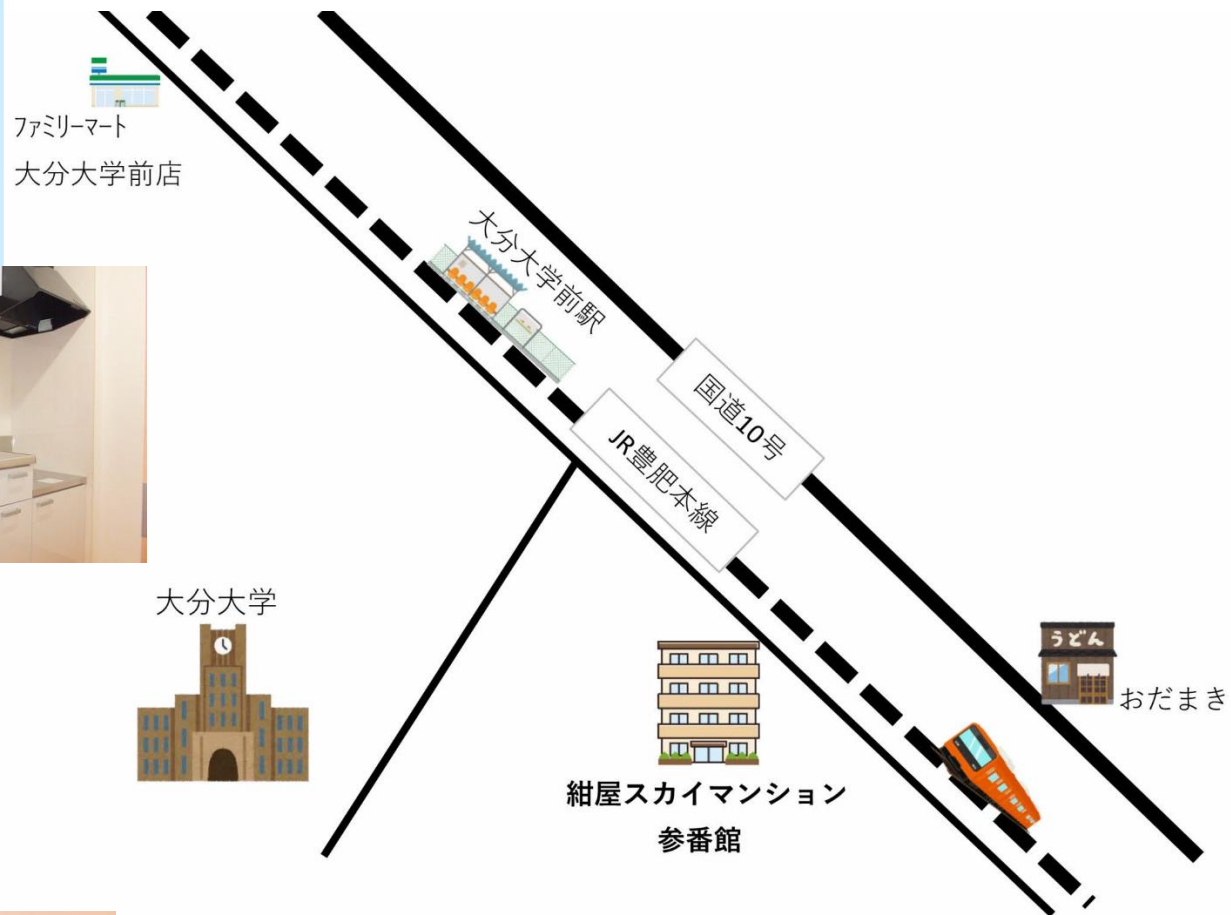 ファミリーマート
大分大学前店
大分大学前駅
国道10号
JR豊肥本線
大分大学
うどん
おだまき
紺屋スカイマンション
参番館